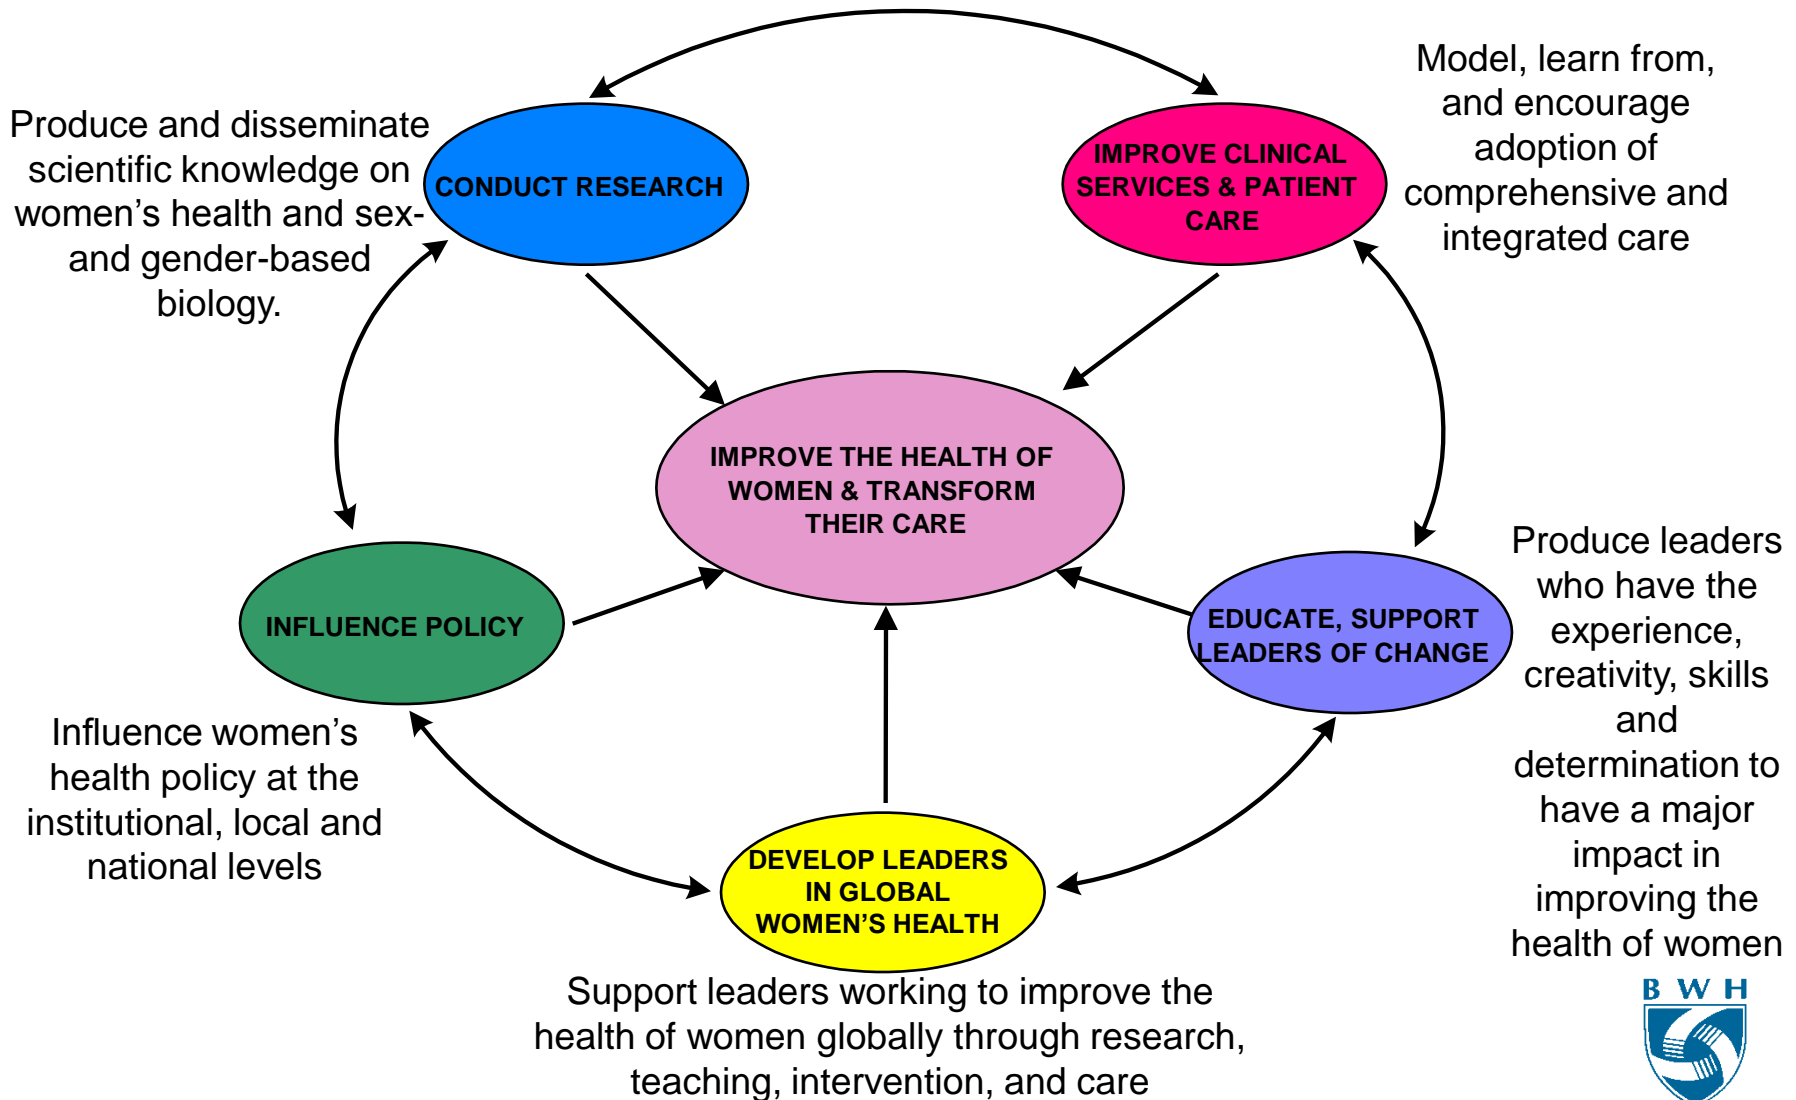 Produce and disseminate
scientific knowledge on
women’s health and sex-
and gender-based
biology.
CONDUCT RESEARCH
IMPROVE CLINICAL
SERVICES & PATIENT
CARE
Model, learn from,
and encourage
adoption of
comprehensive and
integrated care
IMPROVE THE HEALTH OF
WOMEN & TRANSFORM
THEIR CARE
INFLUENCE POLICY
Influence women’s
health policy at the
institutional, local and
national levels
EDUCATE, SUPPORT
LEADERS OF CHANGE
Produce leaders
who have the
experience,
creativity, skills
and
determination to
have a major
impact in
improving the
health of women
DEVELOP LEADERS
IN GLOBAL
WOMEN’S HEALTH
Support leaders working to improve the
health of women globally through research,
teaching, intervention, and care
B W H